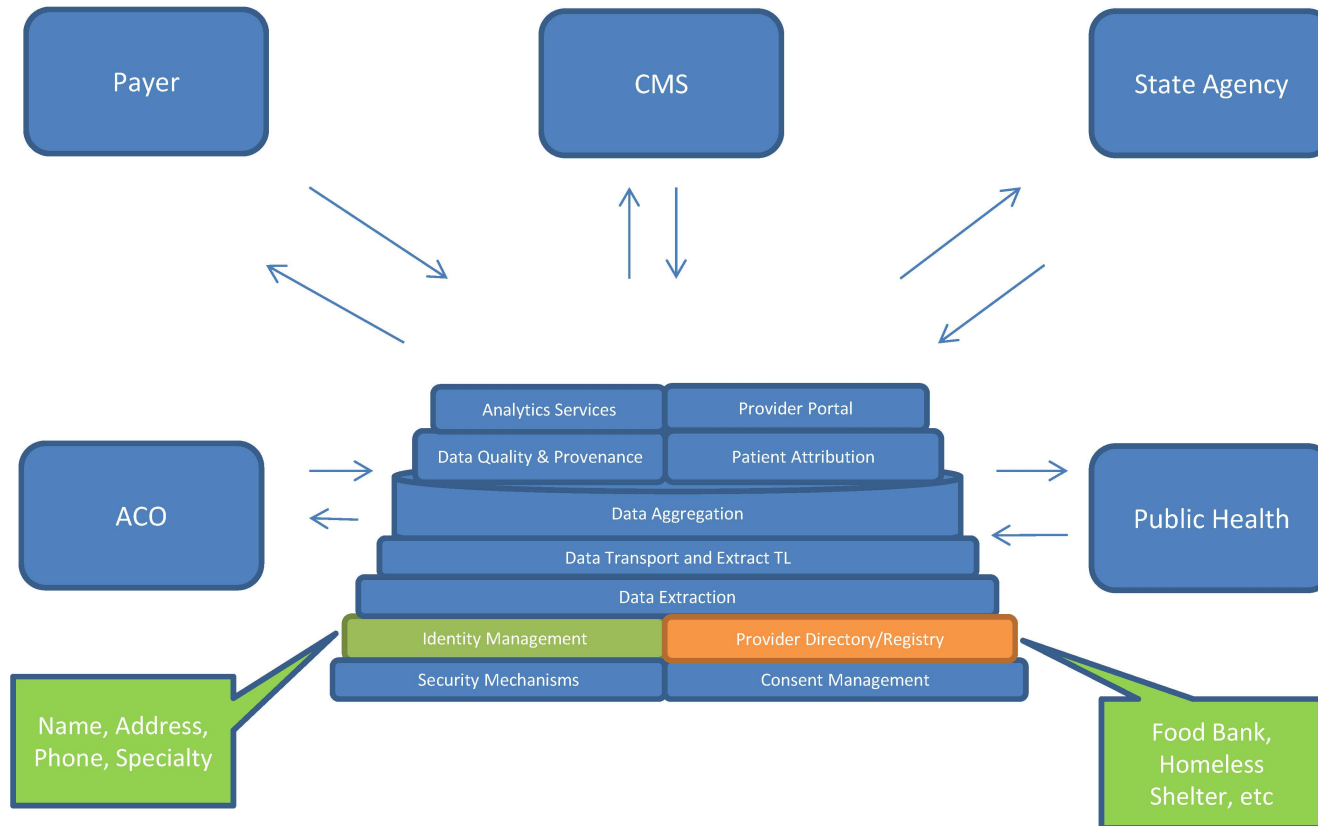 Payer
CMS
State Agency
Analytics Services
Provider Portal
Data Quality & Provenance
Patient Attribution
ACO
Data Aggregation
Public Health
Data Transport and Extract TL
Data Extraction
Identity Management
Provider Directory/Registry
Security Mechanisms
Consent Management
Name, Address,
Phone, Specialty
Food Bank,
Homeless
Shelter, etc